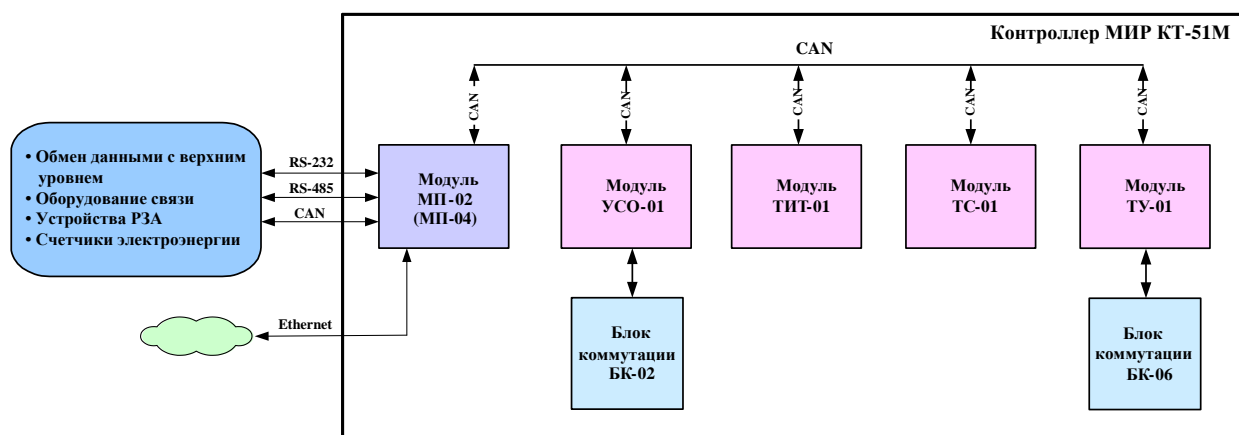 Контроллер МИР КТ-51М
CAN
CAN
CAN
CAN
CAN
CAN
• Обмен данными с верхним
уровнем
• Оборудование связи
• Устройства РЗА
• Счетчики электроэнергии
RS-232
RS-485
CAN
Ethernet
Модуль
МП-02
(МП-04)
Модуль
УСО-01
Модуль
ТИТ-01
Модуль
ТС-01
Модуль
ТУ-01
Блок
коммутации
БК-02
Блок
коммутации
БК-06